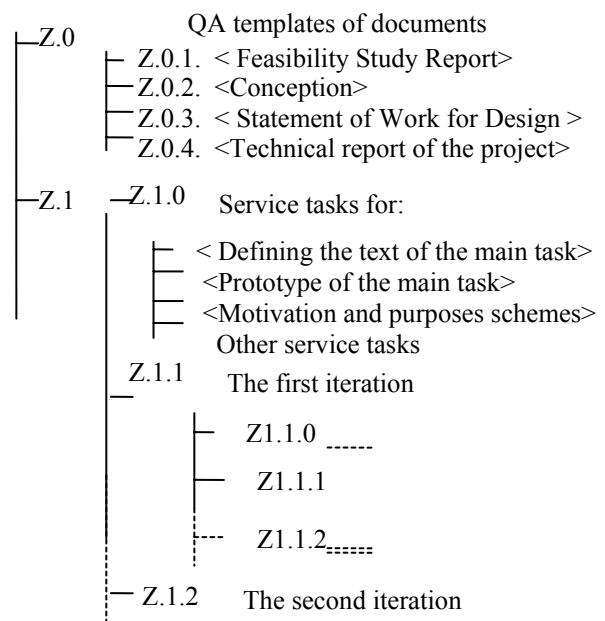 Z.0 QA templates of documents
Z.0.1. < Feasibility Study Report>
Z.0.2. <Conception>
Z.0.3. < Statement of Work for Design >
Z.0.4. <Technical report of the project>
Z.1 Z.1.0 Service tasks for:
< Defining the text of the main task>
<Prototype of the main task>
<Motivation and purposes schemes>
Other service tasks
Z.1.1 The first iteration
Z1.1.0
Z1.1.1
Z1.1.2
Z.1.2 The second iteration